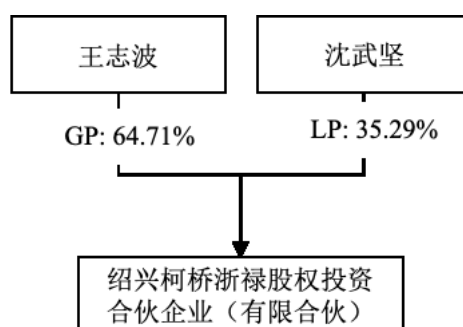 王志波
沈武坚
GP: 64.71%
LP: 35.29%
绍兴柯桥浙禄股权投资
合伙企业（有限合伙）